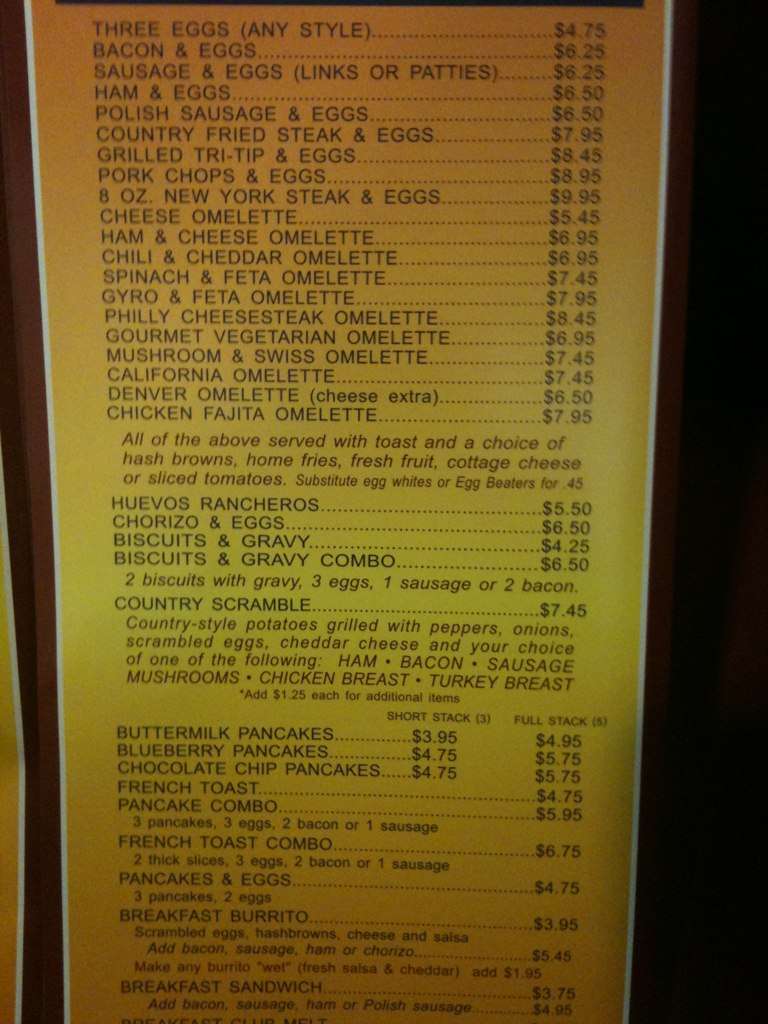 THREE EGGS (ANY STYLE)..............................$4.75
BACON & EGGS..............................$6.25
SAUSAGE & EGGS (LINKS OR PATTIES)........$6.25
HAM & EGGS..............................$6.50
POLISH SAUSAGE & EGGS..............................$6.50
COUNTRY FRIED STEAK & EGGS....................$7.95
GRILLED TRI-TIP & EGGS..............................$8.45
PORK CHOPS & EGGS..............................$8.95
8 OZ. NEW YORK STEAK & EGGS....................$9.95
CHEESE OMELETTE..............................$5.45
HAM & CHEESE OMELETTE..............................$6.95
CHILI & CHEDDAR OMELETTE....................$6.95
SPINACH & FETA OMELETTE....................$7.45
GYRO & FETA OMELETTE..............................$7.95
PHILLY CHEESESTEAK OMELETTE....................$8.45
GOURMET VEGETARIAN OMELETTE..............$6.95
MUSHROOM & SWISS OMELETTE....................$7.45
CALIFORNIA OMELETTE..............................$7.45
DENVER OMELETTE (cheese extra)....................$6.50
CHICKEN FAJITA OMELETTE..............................$7.95
All of the above served with toast and a choice of
hash browns, home fries, fresh fruit, cottage cheese
or sliced tomatoes. Substitute egg whites or Egg Beaters for .45
HUEVOS RANCHEROS..............................$5.50
CHORIZO & EGGS..............................$6.50
BISCUITS & GRAVY..............................$4.25
BISCUITS & GRAVY COMBO....................$6.50
2 biscuits with gravy, 3 eggs, 1 sausage or 2 bacon.
COUNTRY SCRAMBLE..............................$7.45
Country-style potatoes grilled with peppers, onions,
scrambled eggs, cheddar cheese and your choice
of one of the following: HAM • BACON • SAUSAGE
MUSHROOMS • CHICKEN BREAST • TURKEY BREAST
*Add $1.25 each for additional items
SHORT STACK (3) FULL STACK (5)
BUTTERMILK PANCAKES............$3.95 $4.95
BLUEBERRY PANCAKES.............$4.75 $5.75
CHOCOLATE CHIP PANCAKES......$4.75 $5.75
FRENCH TOAST..............................$4.75
PANCAKE COMBO..............................$5.95
3 pancakes, 3 eggs, 2 bacon or 1 sausage
FRENCH TOAST COMBO..............................$6.75
2 thick slices, 3 eggs, 2 bacon or 1 sausage
PANCAKES & EGGS..............................$4.75
3 pancakes, 2 eggs
BREAKFAST BURRITO..............................$3.95
Scrambled eggs, hashbrowns, cheese and salsa
Add bacon, sausage, ham or chorizo....................$5.45
Make any burrito "wet" (fresh salsa & cheddar) add $1.95
BREAKFAST SANDWICH..............................$3.75
Add bacon, sausage, ham or Polish sausage............$4.95
BREAKFAST CLUB MELT